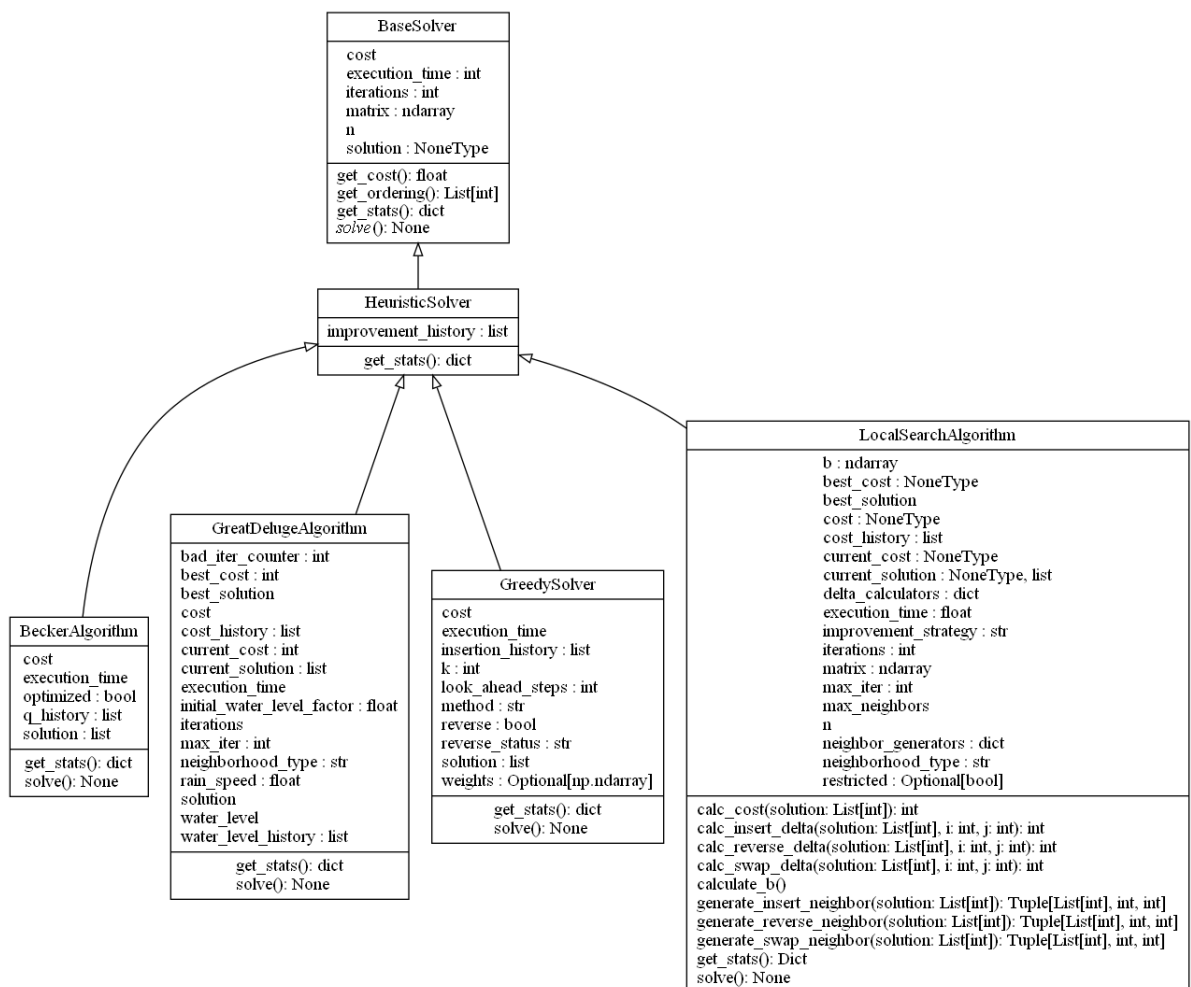 BaseSolver
cost
execution_time : int
iterations : int
matrix : ndarray
n
solution : NoneType
get_cost(): float
get_ordering(): List[int]
get_stats(): dict
solve(): None
HeuristicSolver
improvement_history : list
get_stats(): dict
BeckerAlgorithm
cost
execution_time
optimized : bool
q_history : list
solution : list
get_stats(): dict
solve(): None
GreatDelugeAlgorithm
bad_iter_counter : int
best_cost : int
best_solution
cost
cost_history : list
current_cost : int
current_solution : list
execution_time
initial_water_level_factor : float
iterations
max_iter : int
neighborhood_type : str
rain_speed : float
solution
water_level
water_level_history : list
get_stats(): dict
solve(): None
GreedySolver
cost
execution_time
insertion_history : list
k : int
look_ahead_steps : int
method : str
reverse : bool
reverse_status : str
solution : list
weights : Optional[np.ndarray]
get_stats(): dict
solve(): None
LocalSearchAlgorithm
b : ndarray
best_cost : NoneType
best_solution
cost : NoneType
cost_history : list
current_cost : NoneType
current_solution : NoneType, list
delta_calculators : dict
execution_time : float
improvement_strategy : str
iterations : int
matrix : ndarray
max_iter : int
max_neighbors
n
neighbor_generators : dict
neighborhood_type : str
restricted : Optional[bool]
calc_cost(solution: List[int]): int
calc_insert_delta(solution: List[int], i: int, j: int): int
calc_reverse_delta(solution: List[int], i: int, j: int): int
calc_swap_delta(solution: List[int], i: int, j: int): int
calculate_b()
generate_insert_neighbor(solution: List[int]): Tuple[List[int], int, int]
generate_reverse_neighbor(solution: List[int]): Tuple[List[int], int, int]
generate_swap_neighbor(solution: List[int]): Tuple[List[int], int, int]
get_stats(): Dict
solve(): None